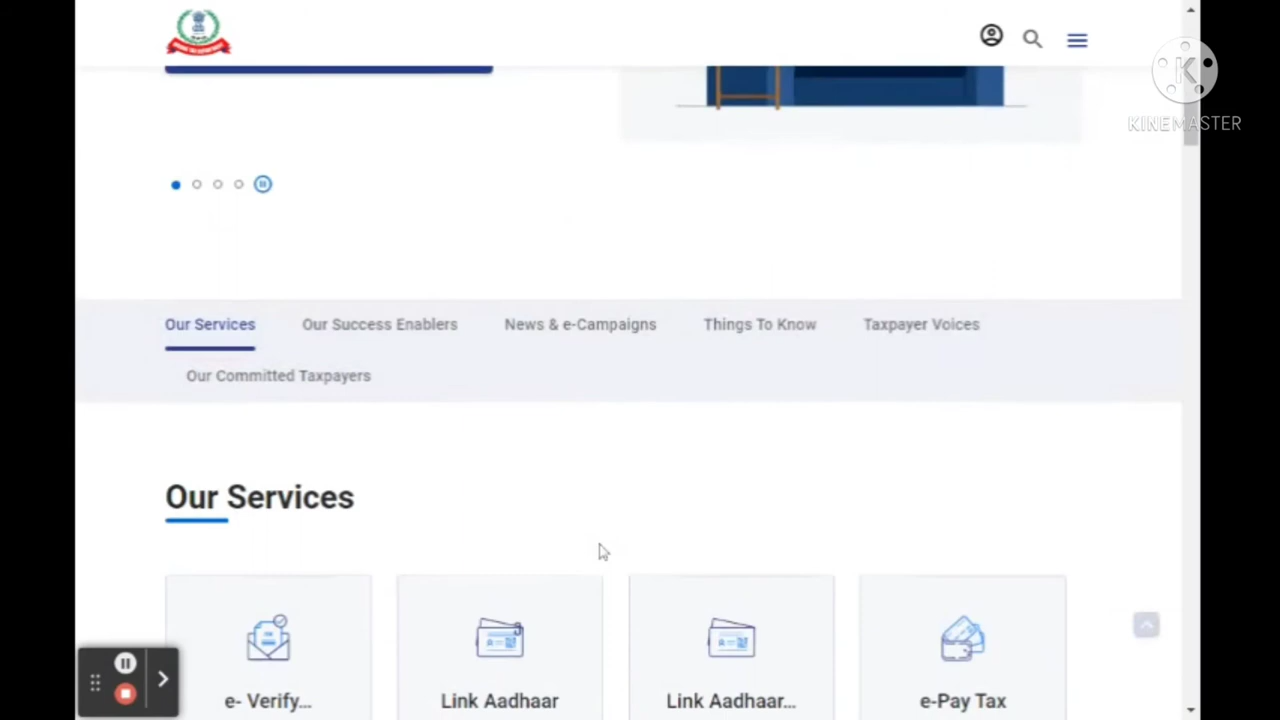 KINEMASTER
Our Services
Our Success Enablers
News & e-Campaigns
Things To Know
Taxpayer Voices
Our Committed Taxpayers
Our Services
e- Verify...
Link Aadhaar
Link Aadhaar...
e-Pay Tax